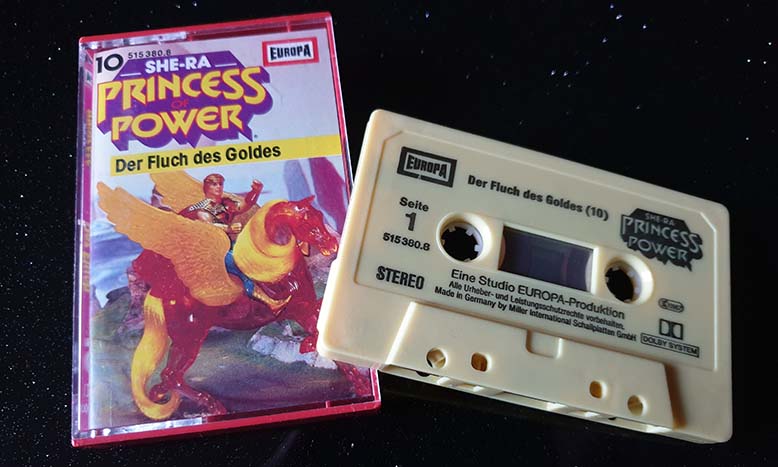 10 515 380.8
EUROPA
SHE-RA
PRINCESS
OF
POWER
Der Fluch des Goldes
EUROPA
Der Fluch des Goldes (10)
SHE-RA
PRINCESS
OF
POWER
Seite
1
515380.8
STEREO
Eine Studio EUROPA-Produktion
Alle Urheber- und Leistungsschutzrechte vorbehalten.
Made in Germany by Miller International Schallplatten GmbH
DOLBY SYSTEM